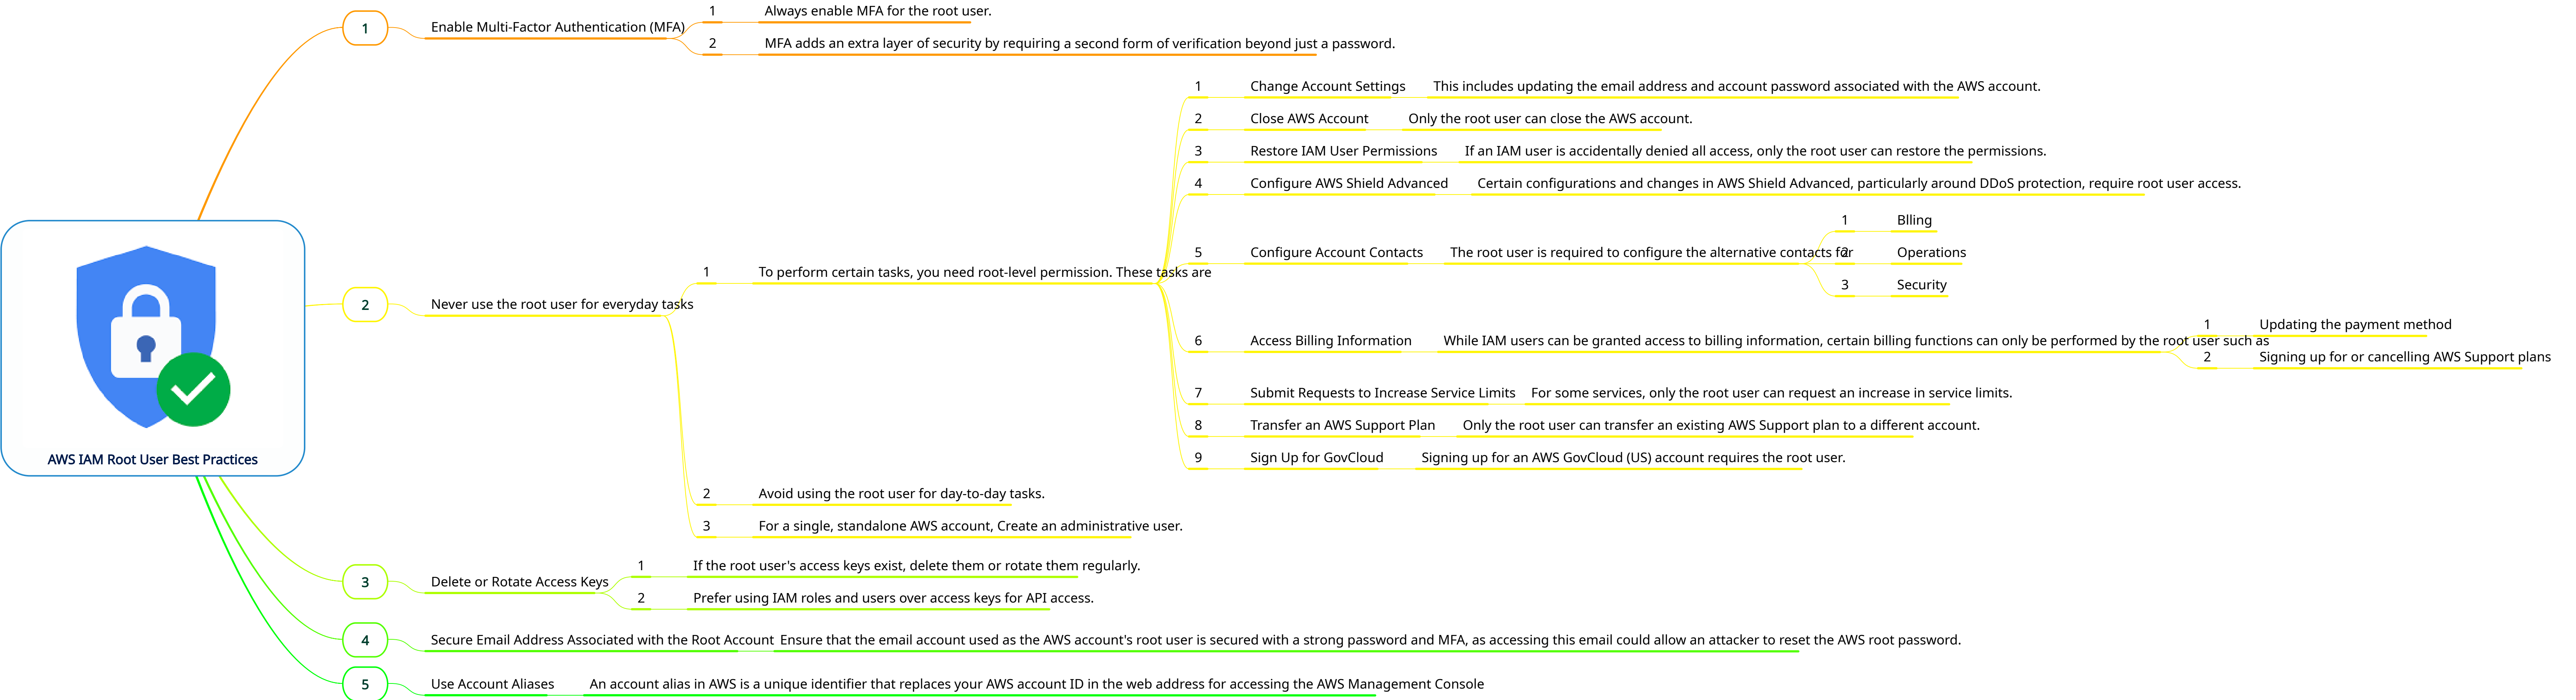 AWS IAM Root User Best Practices
1
Enable Multi-Factor Authentication (MFA)
1
Always enable MFA for the root user.
2
MFA adds an extra layer of security by requiring a second form of verification beyond just a password.
2
Never use the root user for everyday tasks
1
To perform certain tasks, you need root-level permission. These tasks are
1
Change Account Settings
This includes updating the email address and account password associated with the AWS account.
2
Close AWS Account
Only the root user can close the AWS account.
3
Restore IAM User Permissions
If an IAM user is accidentally denied all access, only the root user can restore the permissions.
4
Configure AWS Shield Advanced
Certain configurations and changes in AWS Shield Advanced, particularly around DDoS protection, require root user access.
5
Configure Account Contacts
The root user is required to configure the alternative contacts for
1
Blling
2
Operations
3
Security
6
Access Billing Information
While IAM users can be granted access to billing information, certain billing functions can only be performed by the root user such as
1
Updating the payment method
2
Signing up for or cancelling AWS Support plans
7
Submit Requests to Increase Service Limits
For some services, only the root user can request an increase in service limits.
8
Transfer an AWS Support Plan
Only the root user can transfer an existing AWS Support plan to a different account.
9
Sign Up for GovCloud
Signing up for an AWS GovCloud (US) account requires the root user.
2
Avoid using the root user for day-to-day tasks.
3
For a single, standalone AWS account, Create an administrative user.
3
Delete or Rotate Access Keys
1
If the root user's access keys exist, delete them or rotate them regularly.
2
Prefer using IAM roles and users over access keys for API access.
4
Secure Email Address Associated with the Root Account
Ensure that the email account used as the AWS account's root user is secured with a strong password and MFA, as accessing this email could allow an attacker to reset the AWS root password.
5
Use Account Aliases
An account alias in AWS is a unique identifier that replaces your AWS account ID in the web address for accessing the AWS Management Console